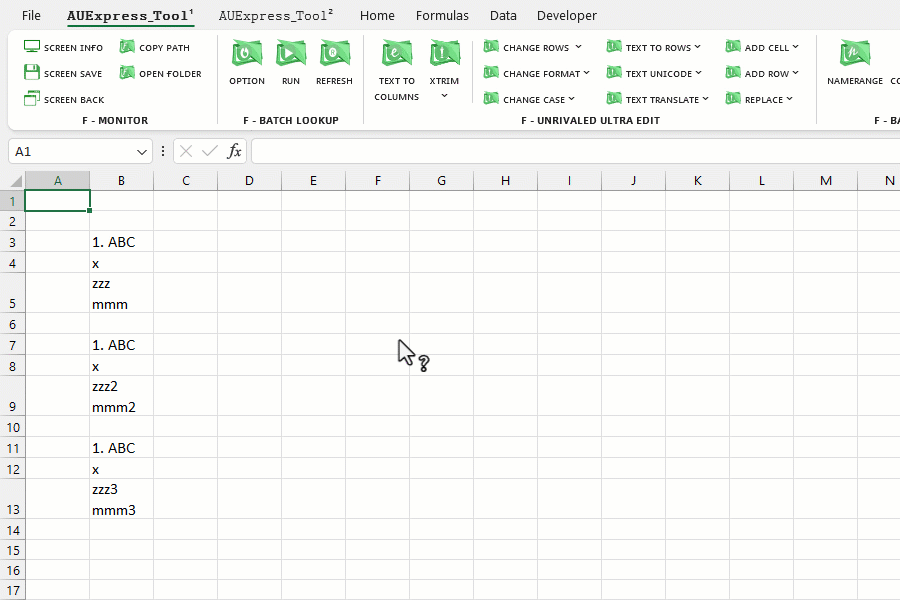 File AUExpress_Tool¹ AUExpress_Tool² Home Formulas Data Developer
SCREEN INFO COPY PATH
SCREEN SAVE OPEN FOLDER
SCREEN BACK
F - MONITOR
OPTION RUN REFRESH
F - BATCH LOOKUP
TEXT TO COLUMNS XTRIM
CHANGE ROWS TEXT TO ROWS ADD CELL
CHANGE FORMAT TEXT UNICODE ADD ROW
CHANGE CASE TEXT TRANSLATE REPLACE
F - UNRIVALED ULTRA EDIT
NAMERANGE CO
F - BA
A1 fx
A B C D E F G H I J K L M N
1
2
3 1. ABC
4 x
zzz
5 mmm
6
7 1. ABC
8 x
zzz2
9 mmm2
10
11 1. ABC
12 x
zzz3
13 mmm3
14
15
16
17